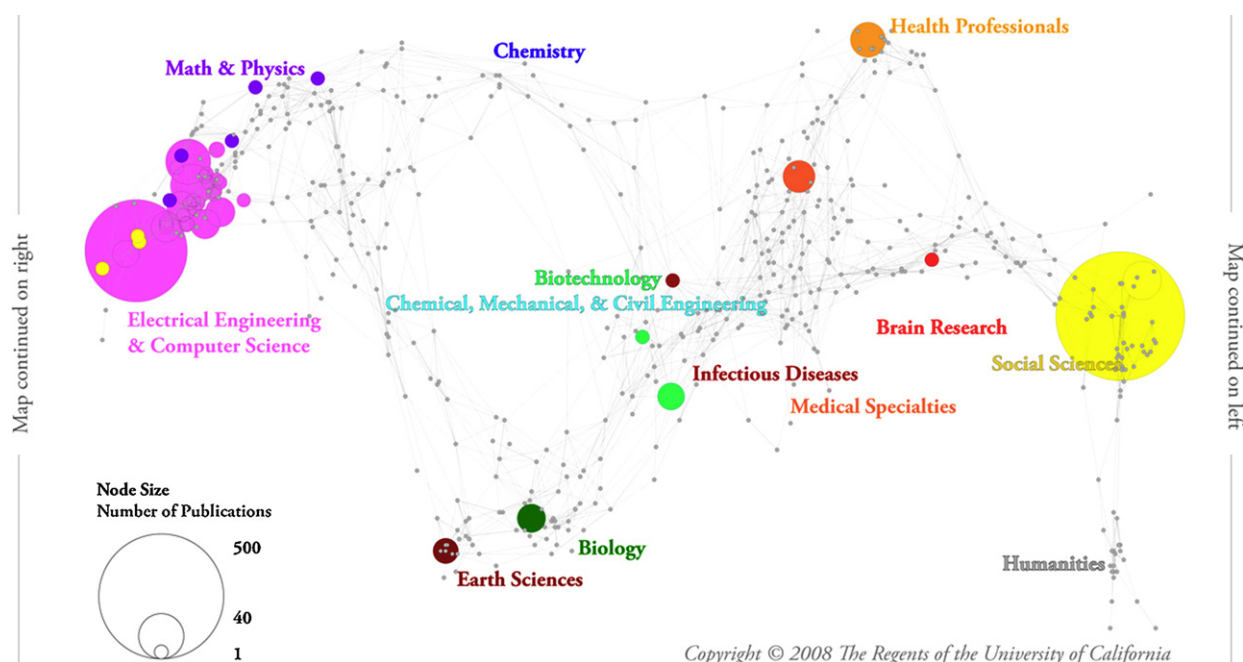 Health Professionals
Chemistry
Math & Physics
Map continued on right
Map continued on left
Biotechnology
Chemical, Mechanical, & Civil Engineering
Electrical Engineering
& Computer Science
Brain Research
Social Sciences
Infectious Diseases
Medical Specialties
Node Size
Number of Publications
500
40
1
Biology
Earth Sciences
Humanities
Copyright © 2008 The Regents of the University of California